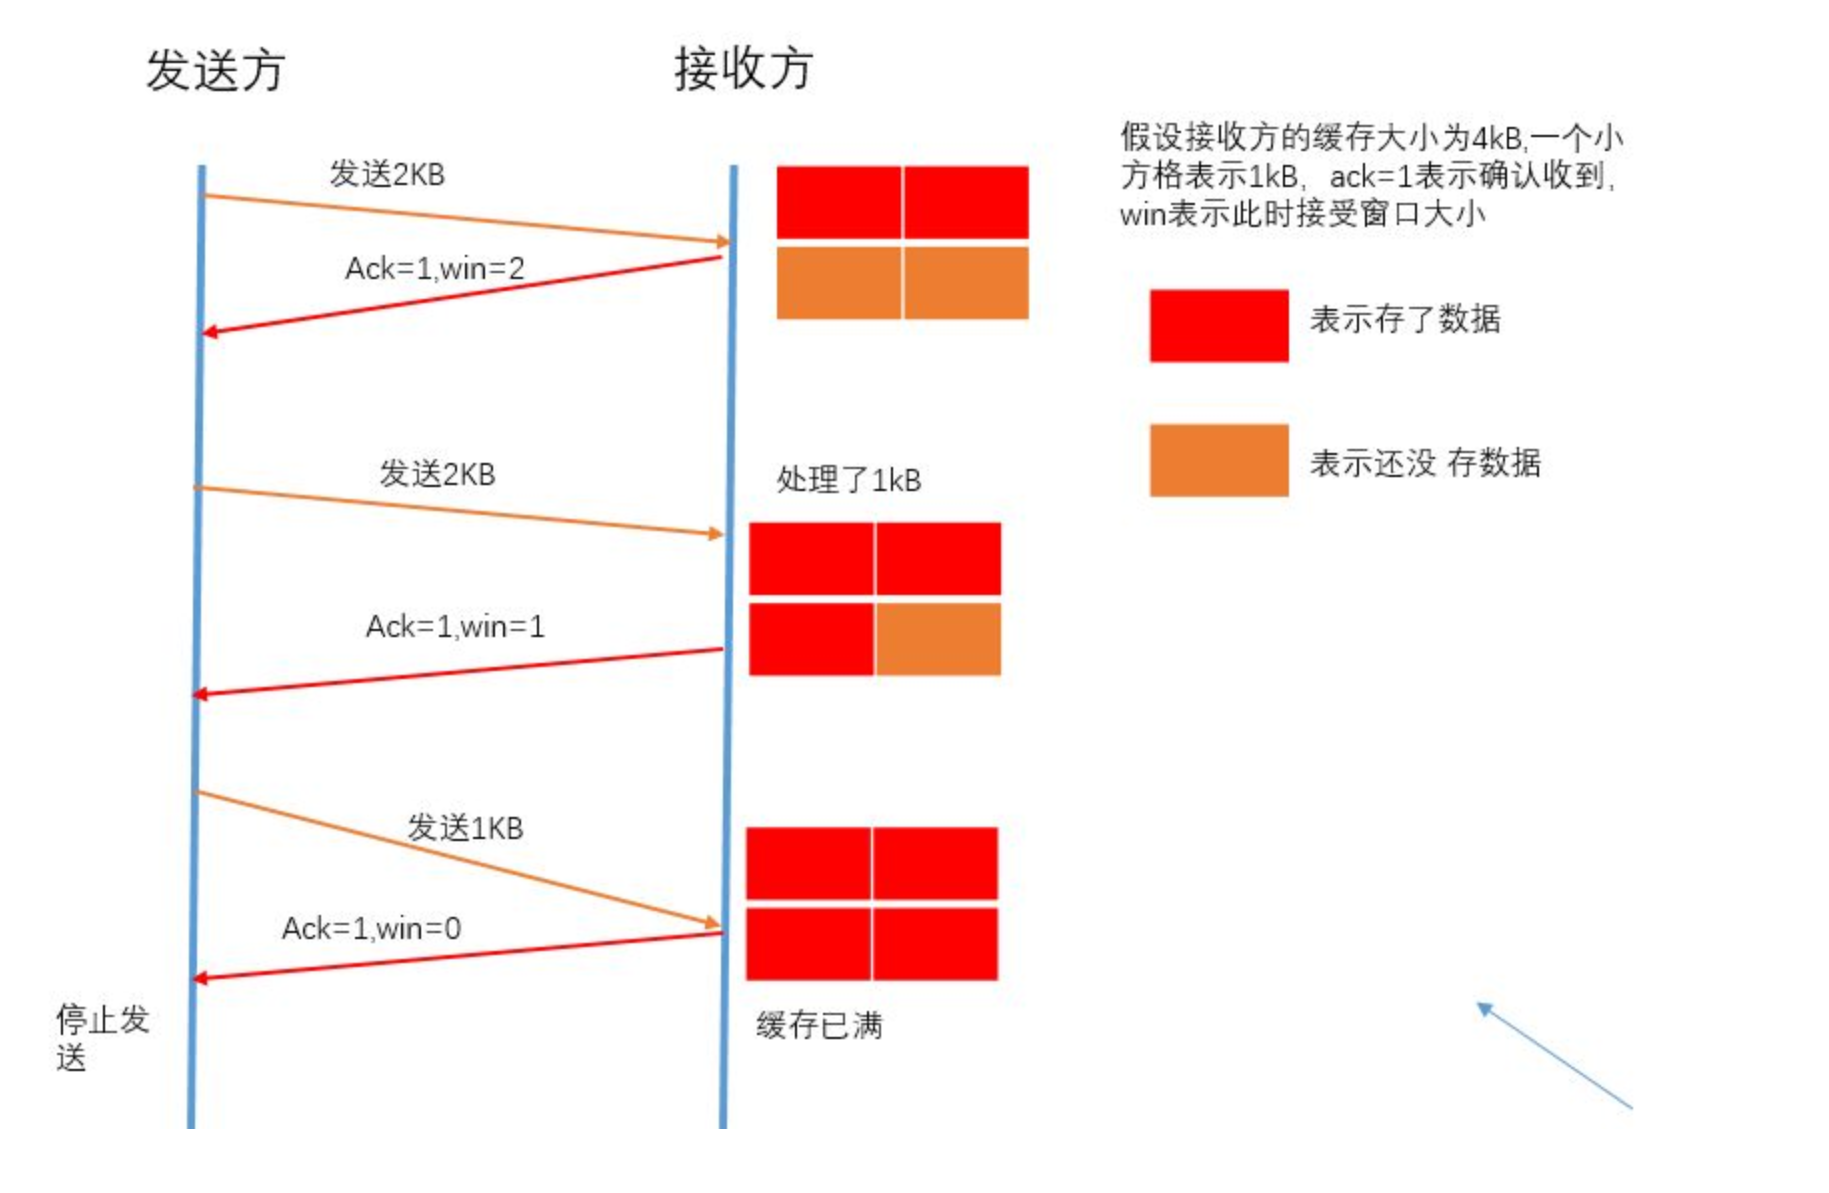 发送方
接收方
假设接收方的缓存大小为4kB,一个小
方格表示1kB, ack=1表示确认收到,
win表示此时接受窗口大小
发送2KB
Ack=1,win=2
表示存了数据
发送2KB
处理了1kB
表示还没 存数据
Ack=1,win=1
发送1KB
Ack=1,win=0
停止发
送
缓存已满